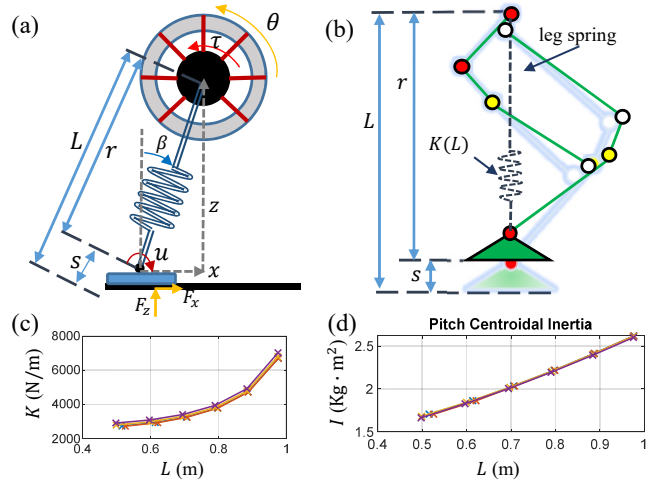 (a)
θ
τ
L
r
β
z
s
u
x
F_z
F_x
(b)
leg spring
r
L
K(L)
s
(c)
8000
6000
4000
2000
K (N/m)
0.4 0.6 0.8 1
L (m)
(d)
Pitch Centroidal Inertia
2.5
2
1.5
I (Kg · m²)
0.4 0.5 0.6 0.7 0.8 0.9 1
L (m)